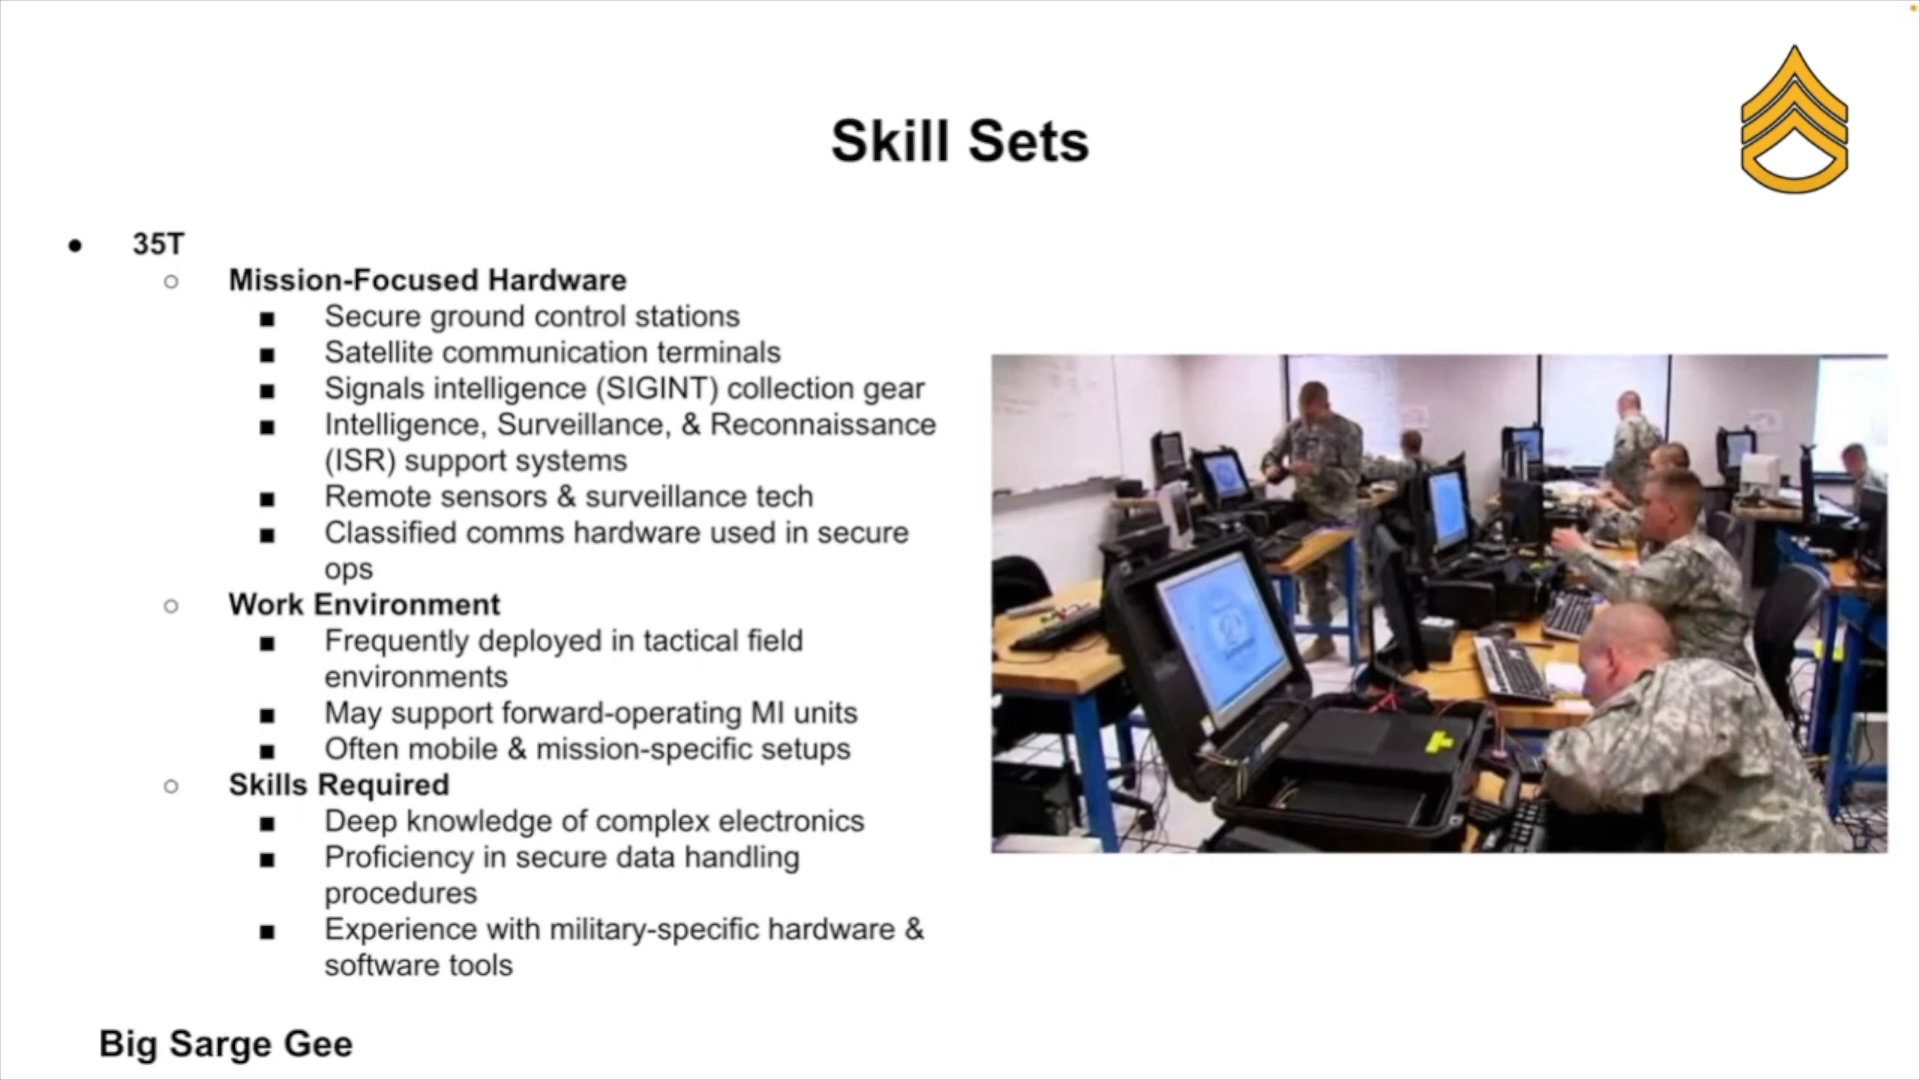 Skill Sets
35T
Mission-Focused Hardware
Secure ground control stations
Satellite communication terminals
Signals intelligence (SIGINT) collection gear
Intelligence, Surveillance, & Reconnaissance
(ISR) support systems
Remote sensors & surveillance tech
Classified comms hardware used in secure
ops
Work Environment
Frequently deployed in tactical field
environments
May support forward-operating MI units
Often mobile & mission-specific setups
Skills Required
Deep knowledge of complex electronics
Proficiency in secure data handling
procedures
Experience with military-specific hardware &
software tools
Big Sarge Gee